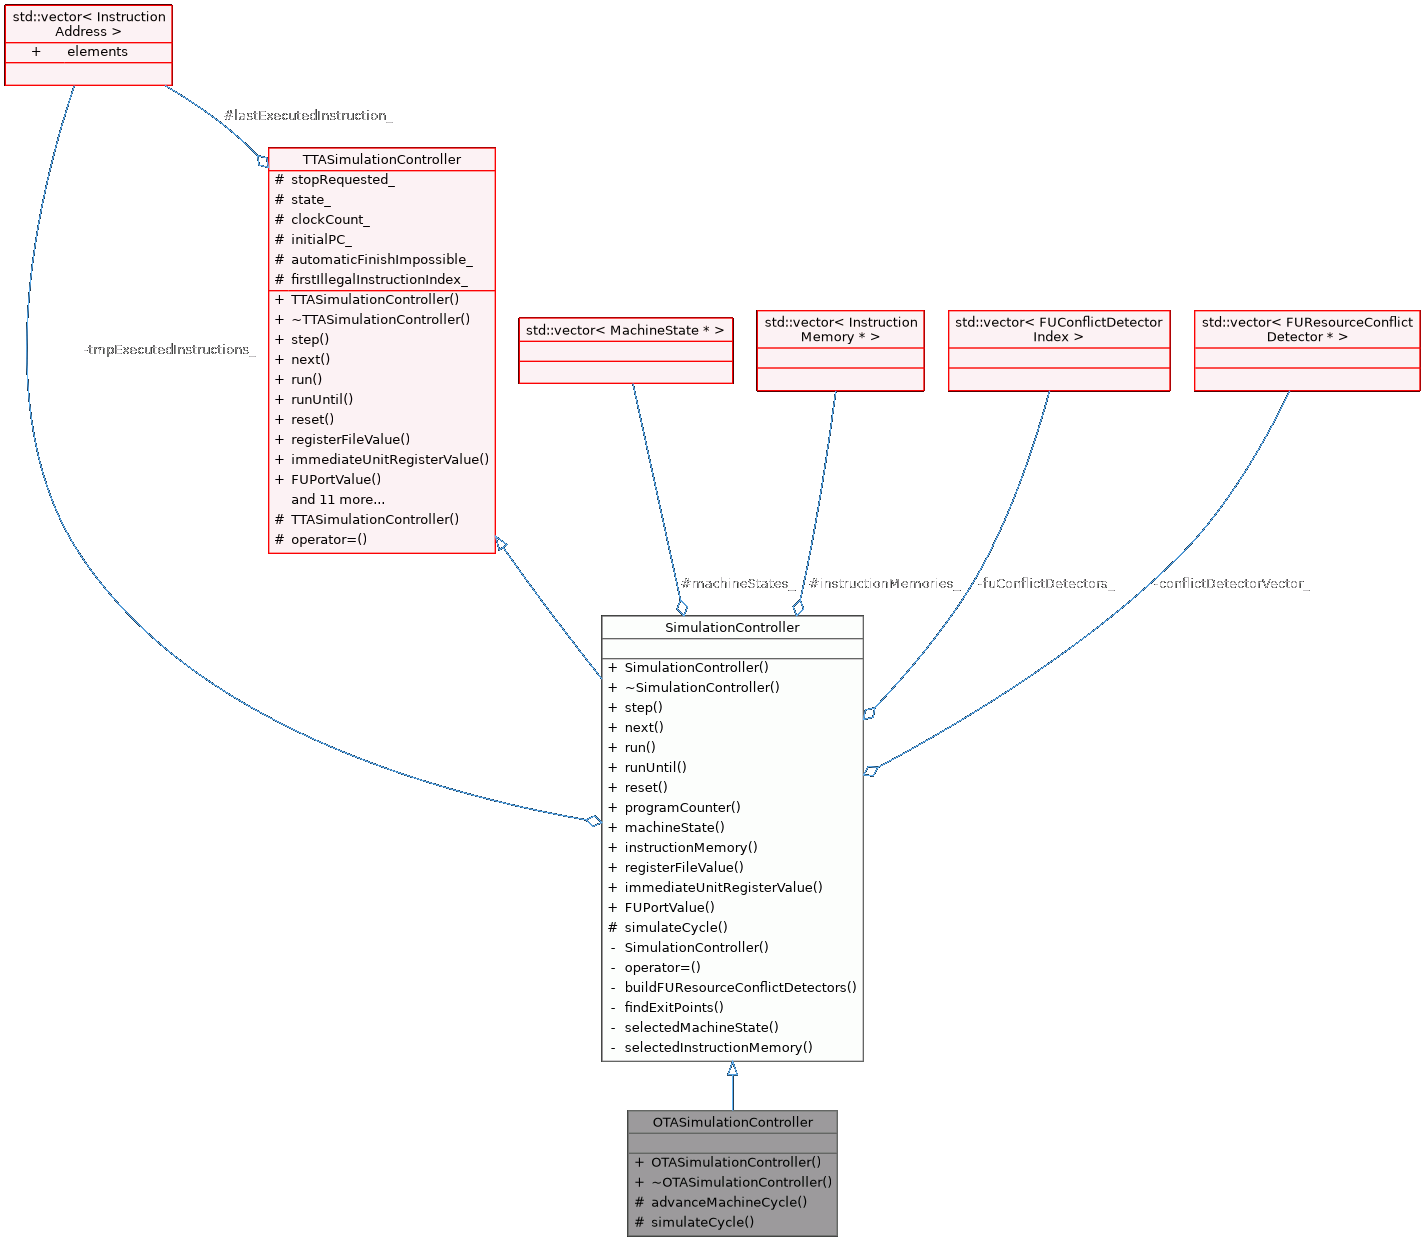 std::vector< Instruction
Address >
+ elements
#lastExecutedInstruction_
TTASimulationController
# stopRequested_
# state_
# clockCount_
# initialPC_
# automaticFinishImpossible_
# firstIllegalInstructionIndex_
+ TTASimulationController()
+ ~TTASimulationController()
+ step()
+ next()
+ run()
+ runUntil()
+ reset()
+ registerFileValue()
+ immediateUnitRegisterValue()
+ FUPortValue()
and 11 more...
# TTASimulationController()
# operator=()
-tmpExecutedInstructions_
std::vector< MachineState * >
std::vector< Instruction
Memory * >
std::vector< FUConflictDetector
Index >
std::vector< FUResourceConflict
Detector * >
#machineStates_
#instructionMemories_
-fuConflictDetectors_
-conflictDetectorVector_
SimulationController
+ SimulationController()
+ ~SimulationController()
+ step()
+ next()
+ run()
+ runUntil()
+ reset()
+ programCounter()
+ machineState()
+ instructionMemory()
+ registerFileValue()
+ immediateUnitRegisterValue()
+ FUPortValue()
# simulateCycle()
- SimulationController()
- operator=()
- buildFUResourceConflictDetectors()
- findExitPoints()
- selectedMachineState()
- selectedInstructionMemory()
OTASimulationController
+ OTASimulationController()
+ ~OTASimulationController()
# advanceMachineCycle()
# simulateCycle()